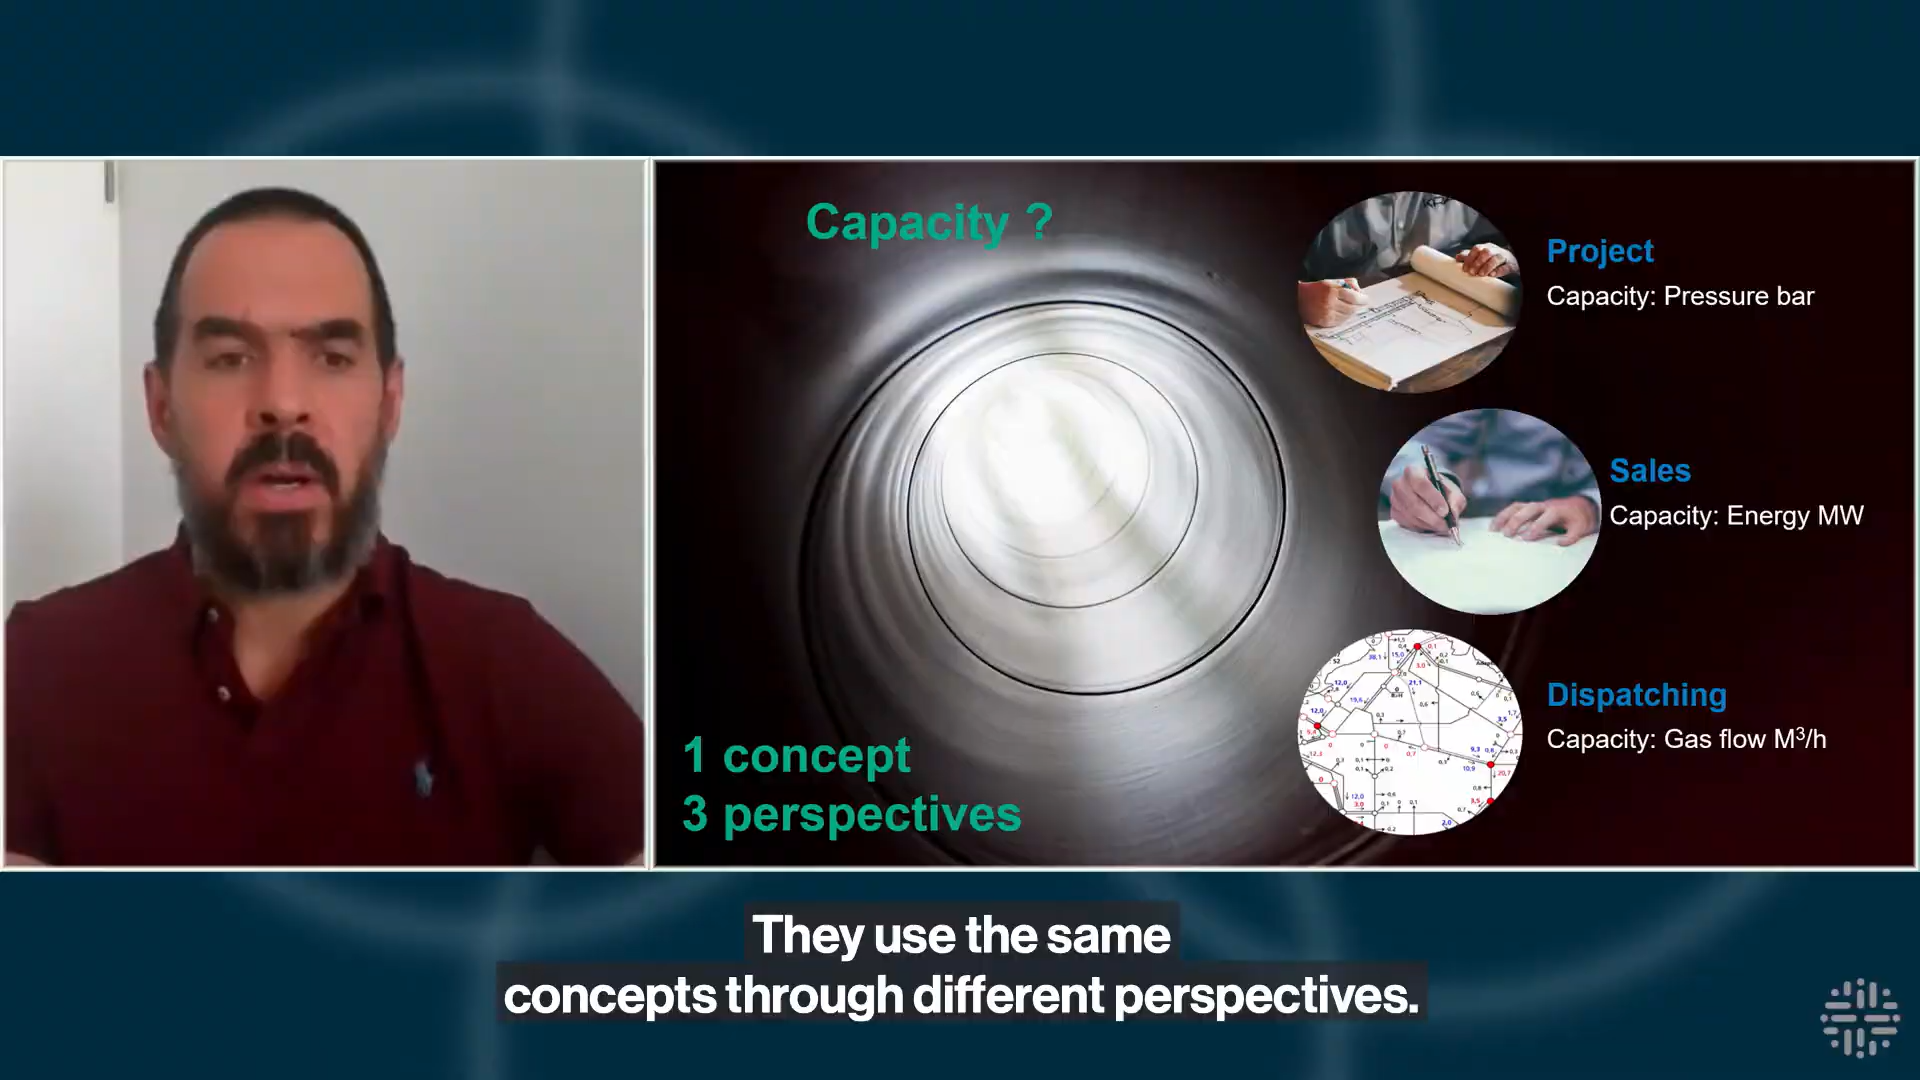 Capacity ?
Project
Capacity: Pressure bar
Sales
Capacity: Energy MW
Dispatching
Capacity: Gas flow M³/h
1 concept
3 perspectives
They use the same
concepts through different perspectives.